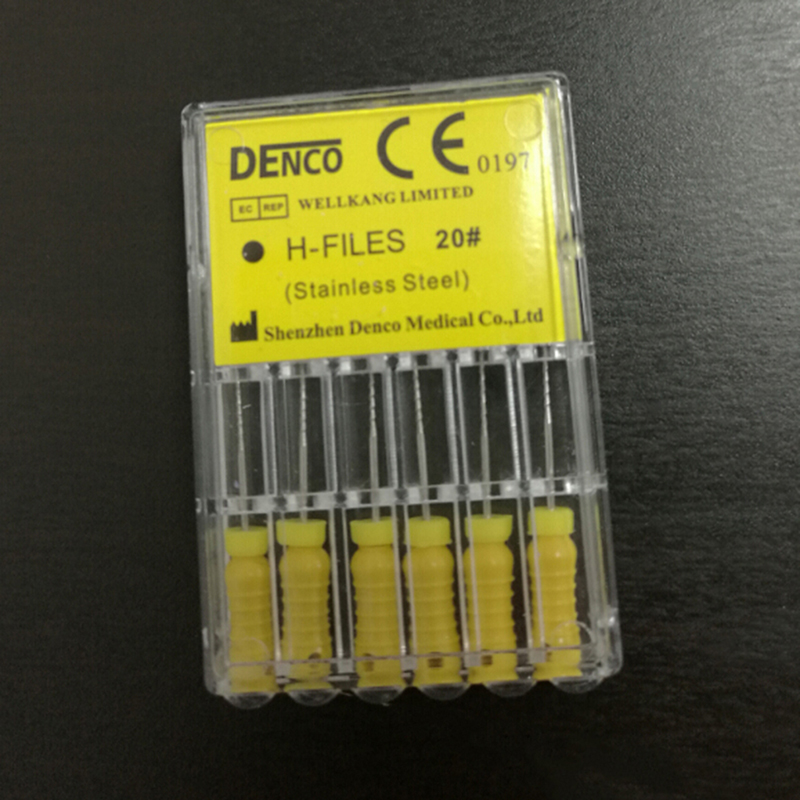 DENCO CE 0197
EC REP WELLKANG LIMITED
H-FILES 20#
(Stainless Steel)
Shenzhen Denco Medical Co.,Ltd